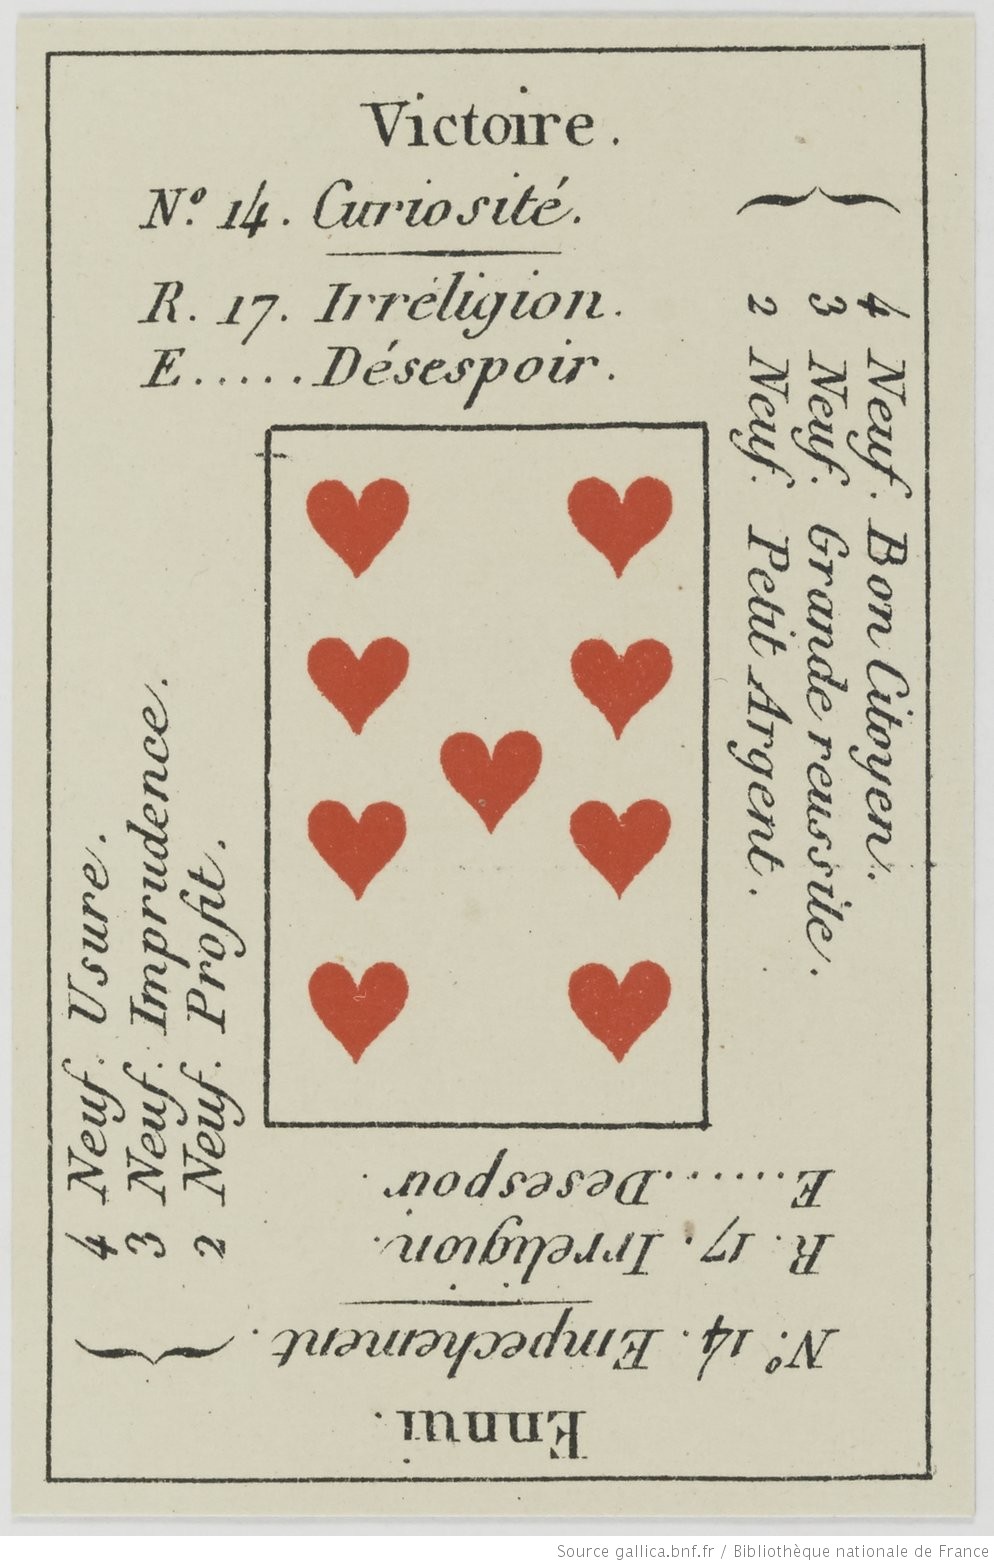 Victoire.
N.º 14. Curiosité.
R. 17. Irréligion.
E.....Désespoir.
4 Neuf. Bon Citoyen.
3 Neuf. Grande reussite.
2 Neuf. Petit Argent.
4 Neuf. Usure.
3 Neuf. Imprudence.
2 Neuf. Profit.
Ennui.
N.º 14. Empechement.
R. 17. Irreligion.
E......Desespoir.
Source gallica.bnf.fr / Bibliothèque nationale de France